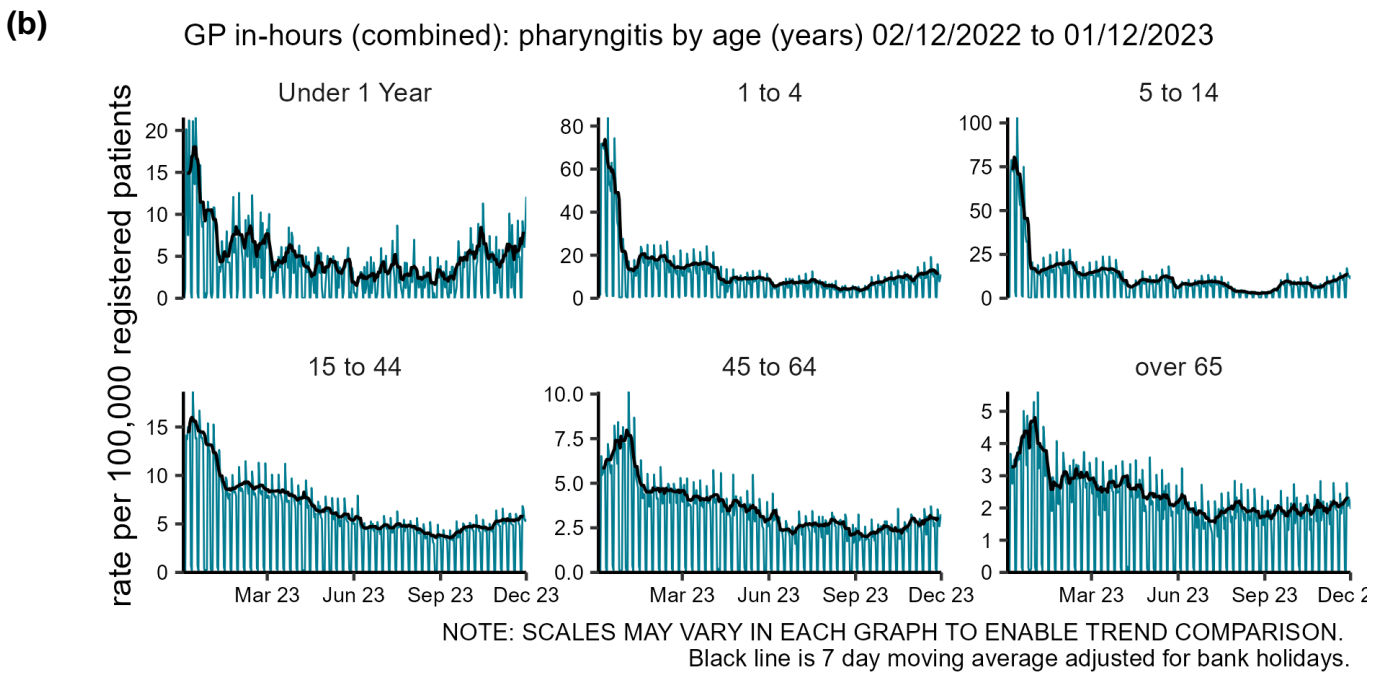 (b)
GP in-hours (combined): pharyngitis by age (years) 02/12/2022 to 01/12/2023
rate per 100,000 registered patients
Under 1 Year
20
15
10
5
0
1 to 4
80
60
40
20
0
5 to 14
100
75
50
25
0
15 to 44
15
10
5
0
Mar 23 Jun 23 Sep 23 Dec 23
45 to 64
10.0
7.5
5.0
2.5
0.0
Mar 23 Jun 23 Sep 23 Dec 23
over 65
5
4
3
2
1
0
Mar 23 Jun 23 Sep 23 Dec 2
NOTE: SCALES MAY VARY IN EACH GRAPH TO ENABLE TREND COMPARISON.
Black line is 7 day moving average adjusted for bank holidays.